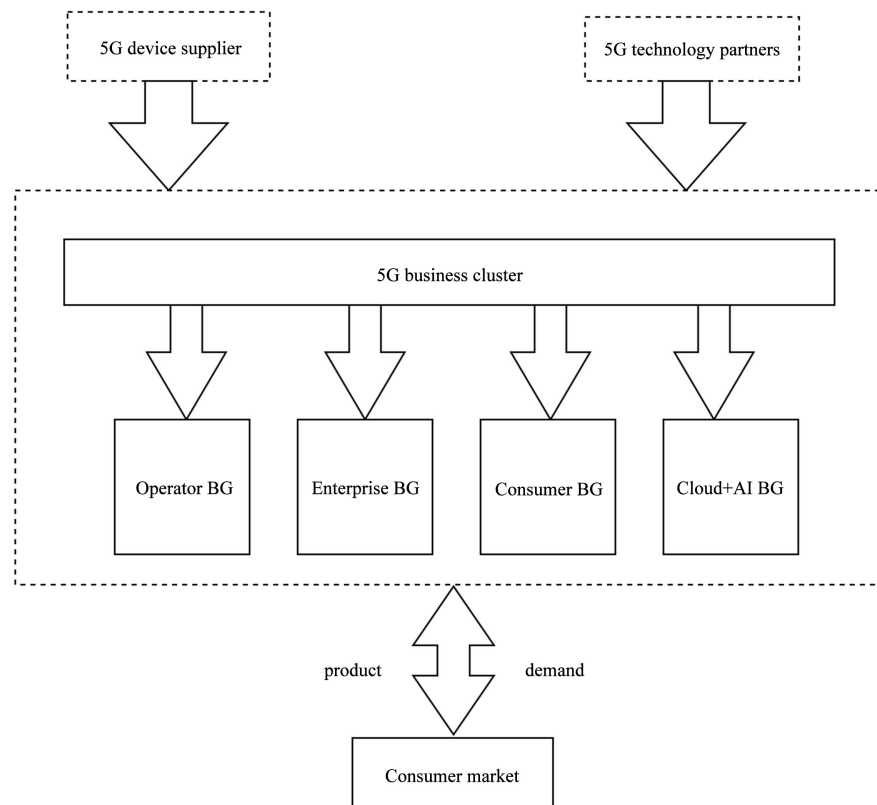 5G device supplier
5G technology partners
5G business cluster
Operator BG
Enterprise BG
Consumer BG
Cloud+AI BG
product
demand
Consumer market